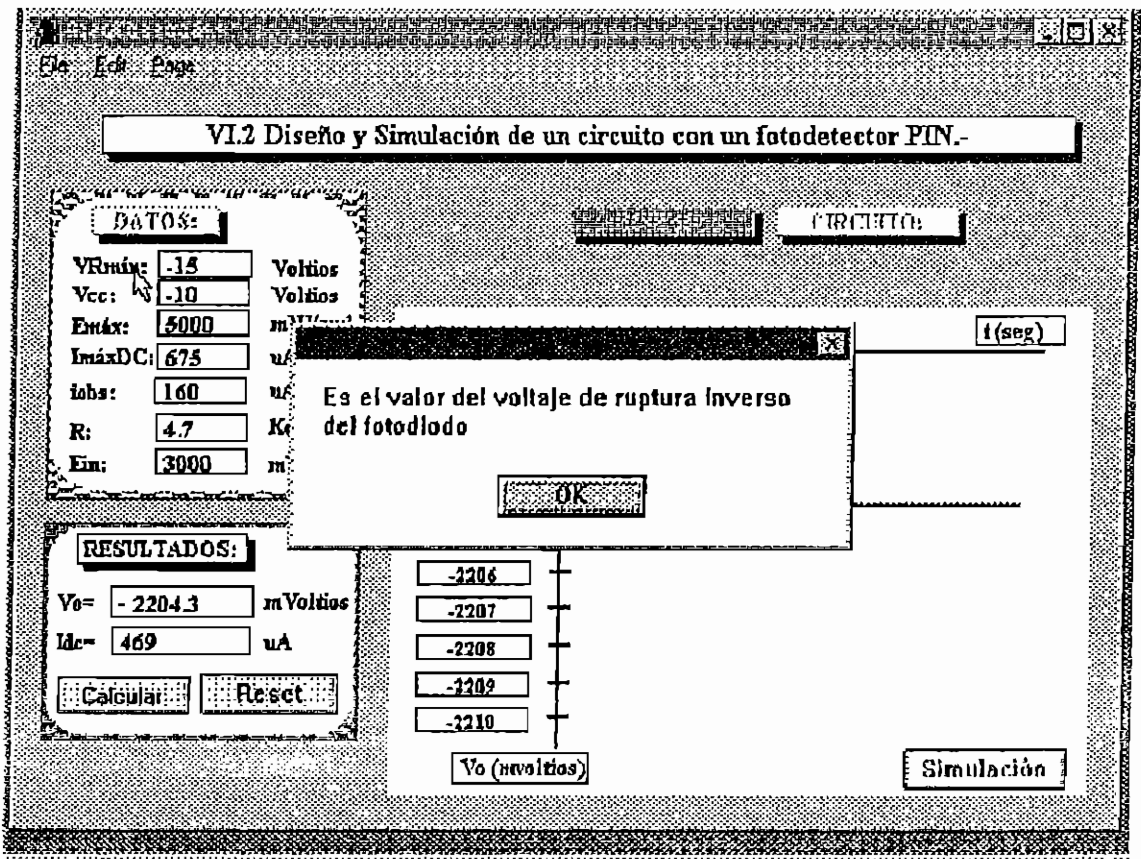 File Edit Page
VI.2 Diseño y Simulación de un circuito con un fotodetector PIN.-
DATOS:
CIRCUITO:
VRmín: -15 Voltios
Vcc: -10 Voltios
Emáx: 5000
ImáxDC: 675
iobs: 160
R: 4.7
Ein: 3000
t(seg)
Es el valor del voltaje de ruptura inverso
del fotodiodo
OK
RESULTADOS:
Vo= - 2204.3 mVoltios
Idc= 469 uA
Calcular Reset
-2206
-2207
-2208
-2209
-2210
Vo (mvoltios)
Simulación